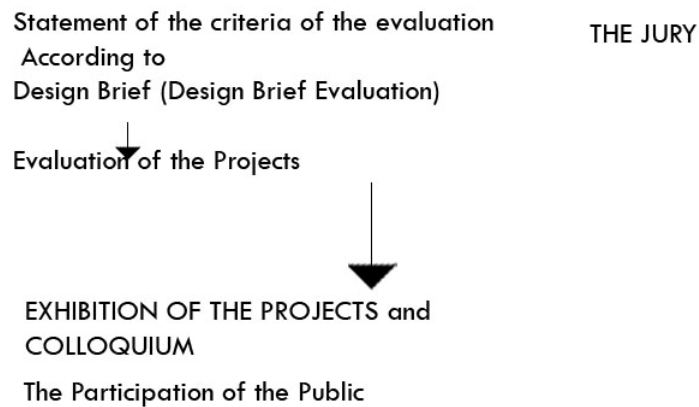 Statement of the criteria of the evaluation
THE JURY
According to
Design Brief (Design Brief Evaluation)
Evaluation of the Projects
EXHIBITION OF THE PROJECTS and
COLLOQUIUM
The Participation of the Public